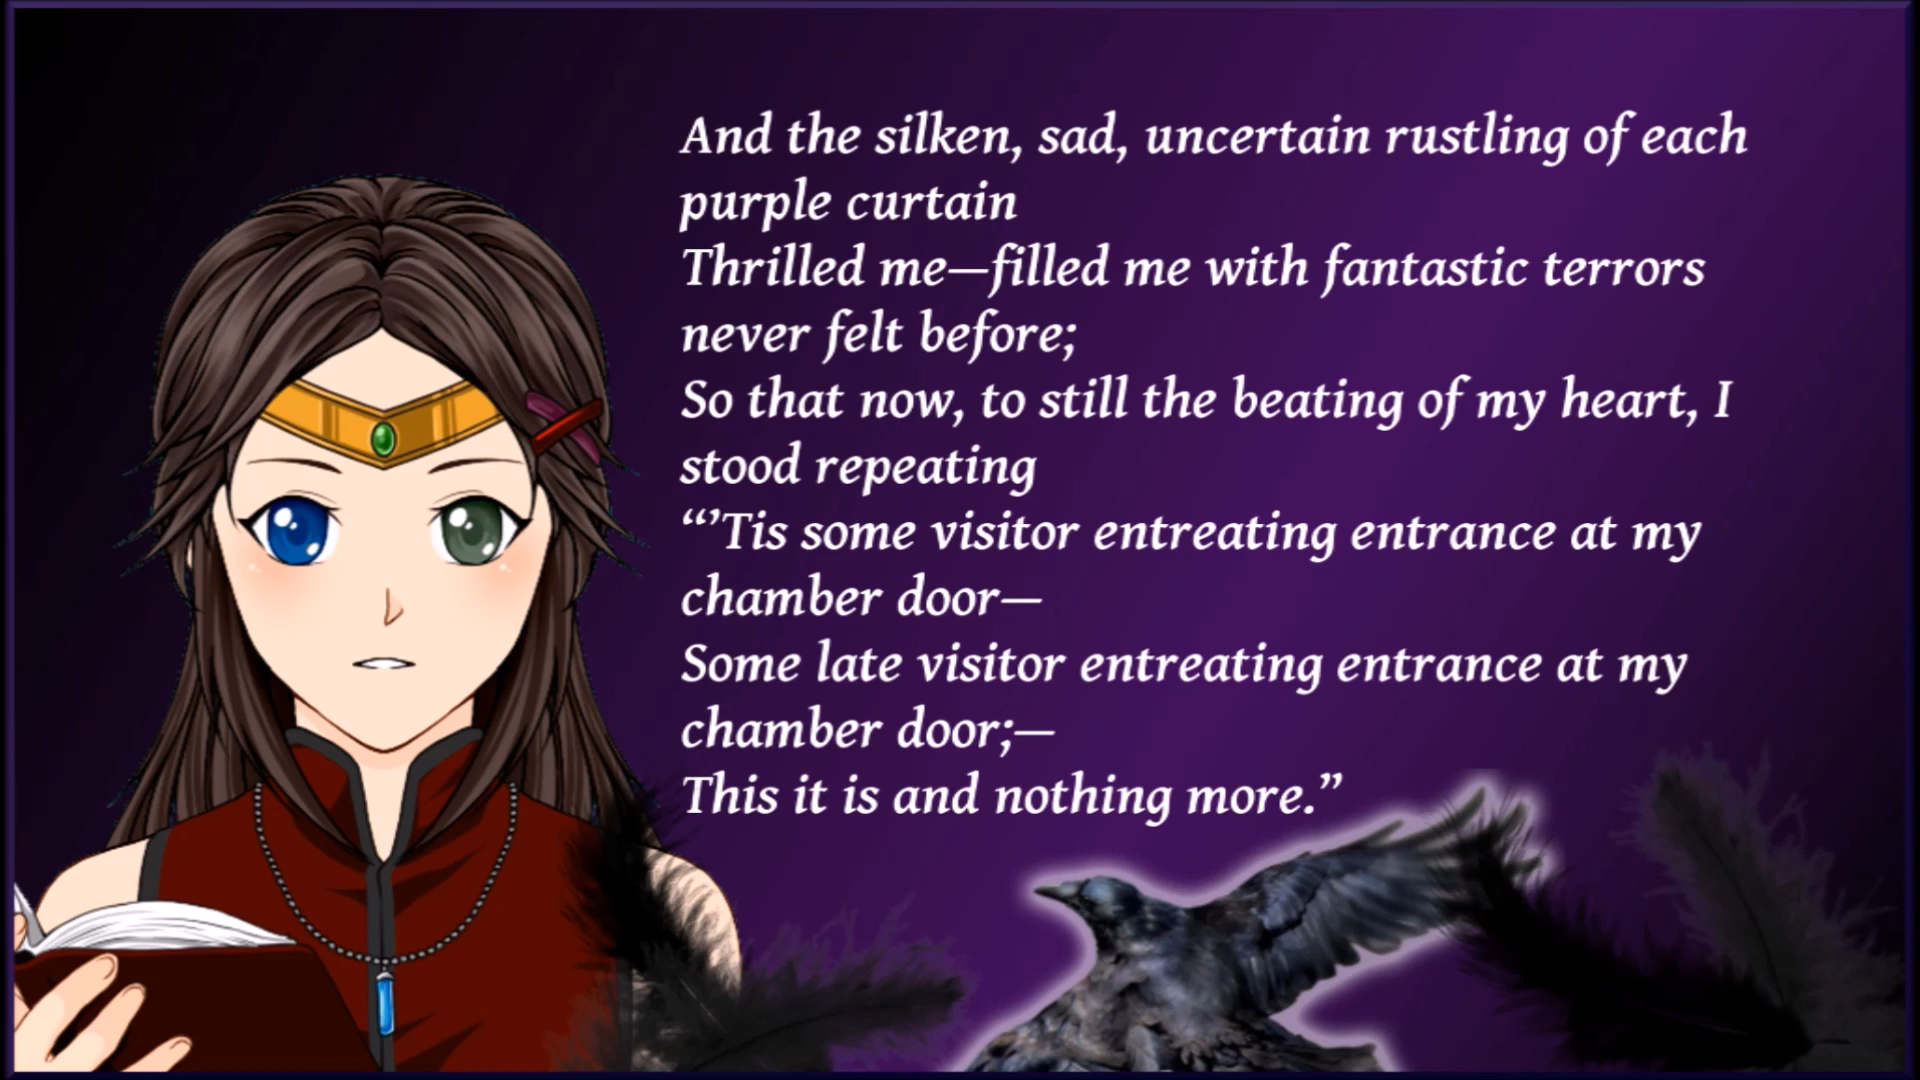 And the silken, sad, uncertain rustling of each
purple curtain
Thrilled me—filled me with fantastic terrors
never felt before;
So that now, to still the beating of my heart, I
stood repeating
“’Tis some visitor entreating entrance at my
chamber door—
Some late visitor entreating entrance at my
chamber door;—
This it is and nothing more.”